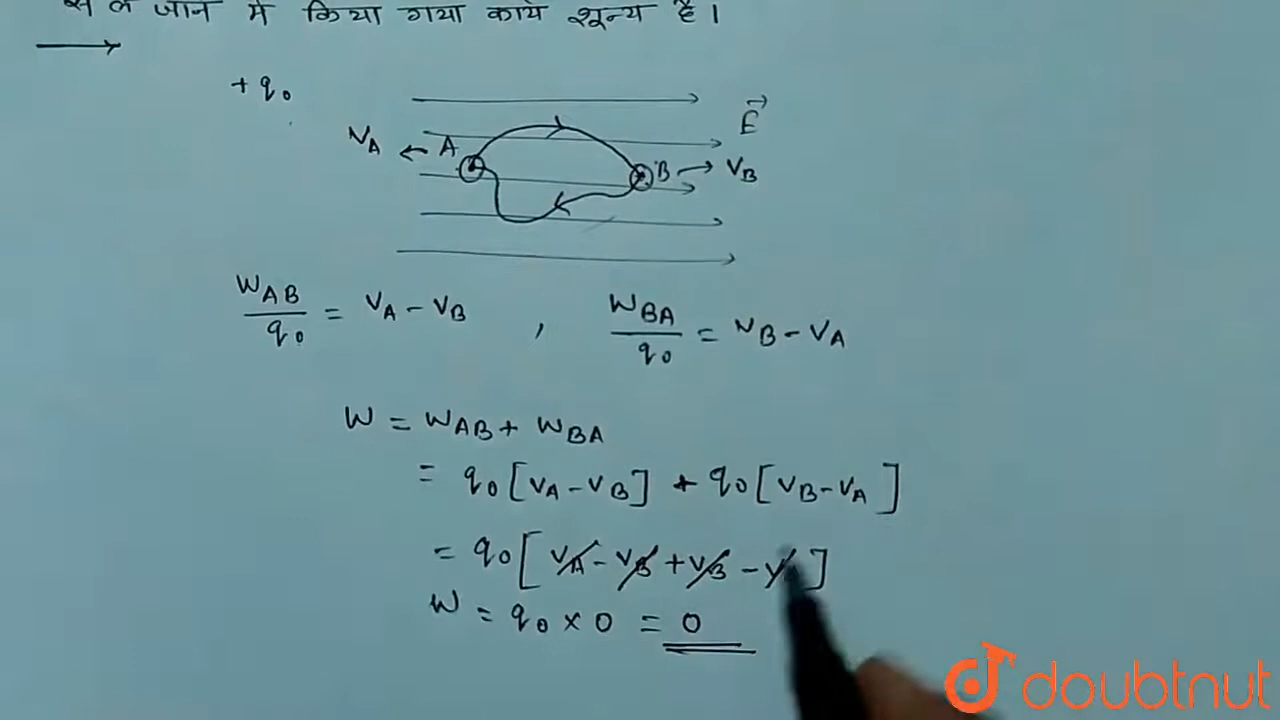 से ले जाने में किया गया कार्य शून्य है।
+q₀
E⃗
V_A ← A
B → V_B
W_AB/q₀ = V_A - V_B , W_BA/q₀ = V_B - V_A
W = W_AB + W_BA
= q₀[V_A - V_B] + q₀[V_B - V_A]
= q₀[V_A - V_B + V_B - V]
W = q₀ × 0 = 0
doubtnut